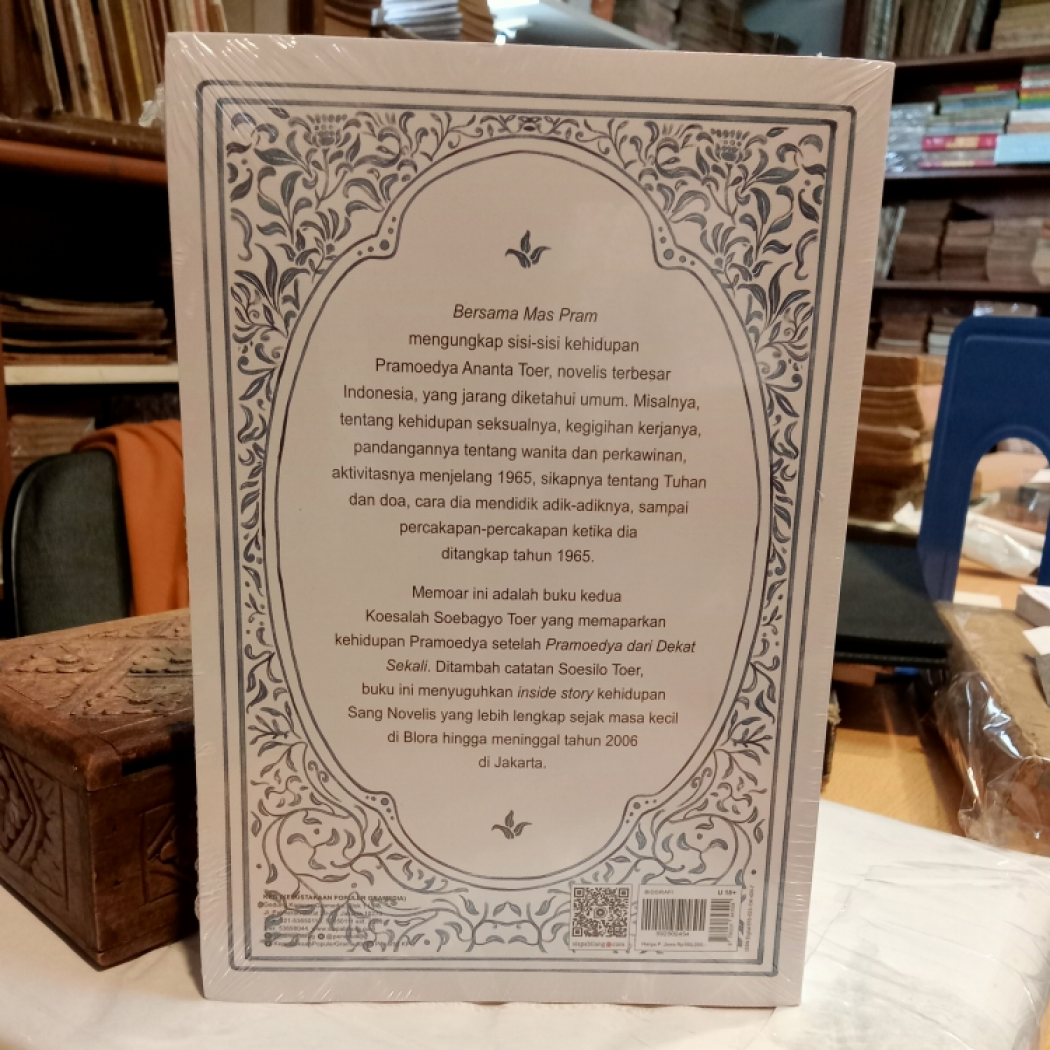 Bersama Mas Pram
mengungkap sisi-sisi kehidupan
Pramoedya Ananta Toer, novelis terbesar
Indonesia, yang jarang diketahui umum. Misalnya,
tentang kehidupan seksualnya, kegigihan kerjanya,
pandangannya tentang wanita dan perkawinan,
aktivitasnya menjelang 1965, sikapnya tentang Tuhan
dan doa, cara dia mendidik adik-adiknya, sampai
percakapan-percakapan ketika dia
ditangkap tahun 1965.
Memoar ini adalah buku kedua
Koesalah Soebagyo Toer yang memaparkan
kehidupan Pramoedya setelah Pramoedya dari Dekat
Sekali. Ditambah catatan Soesilo Toer,
buku ini menyuguhkan inside story kehidupan
Sang Novelis yang lebih lengkap sejak masa kecil
di Blora hingga meninggal tahun 2006
di Jakarta.
KPG (KEPUSTAKAAN POPULER GRAMEDIA)
BIOGRAFI
U 18+